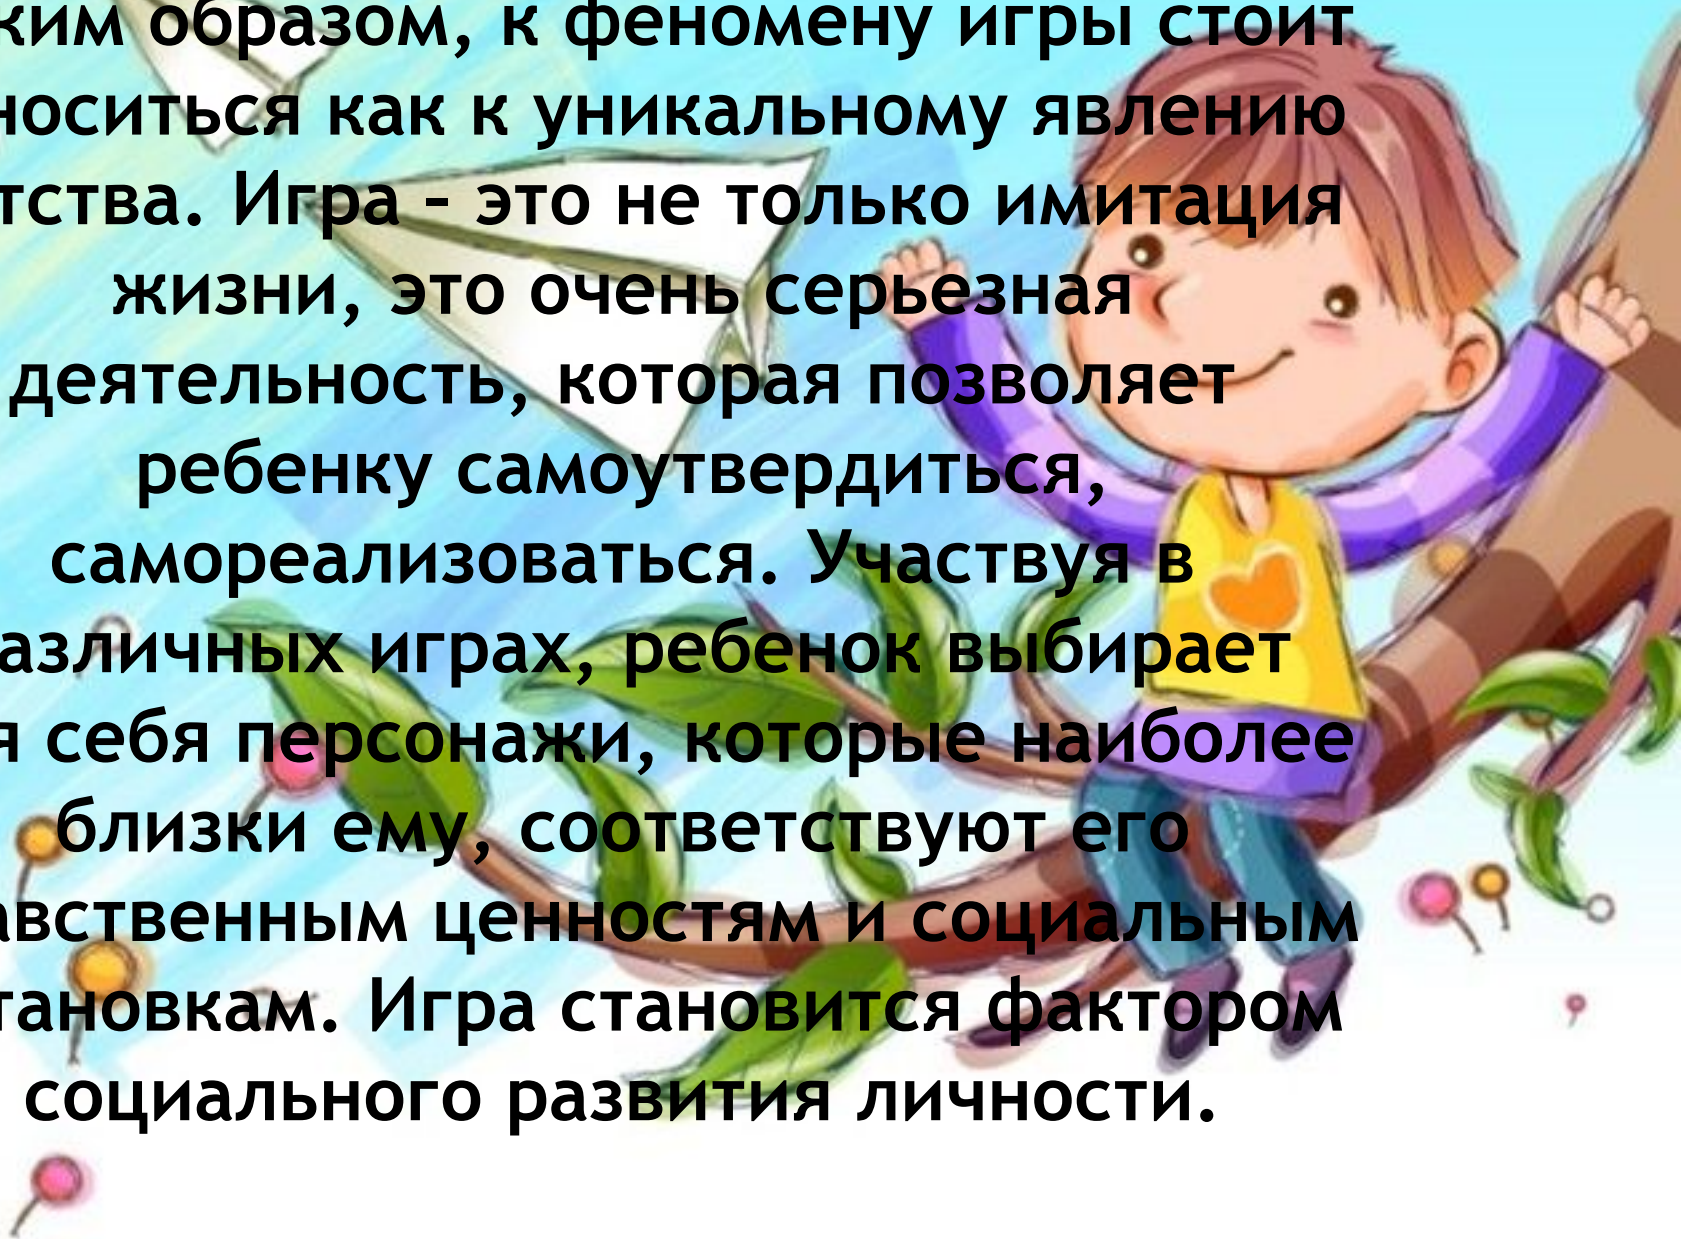 ким образом, к феномену игры стоит
носиться как к уникальному явлению
тства. Игра – это не только имитация
жизни, это очень серьезная
деятельность, которая позволяет
ребенку самоутвердиться,
самореализоваться. Участвуя в
азличных играх, ребенок выбирает
я себя персонажи, которые наиболее
близки ему, соответствуют его
авственным ценностям и социальным
тановкам. Игра становится фактором
социального развития личности.